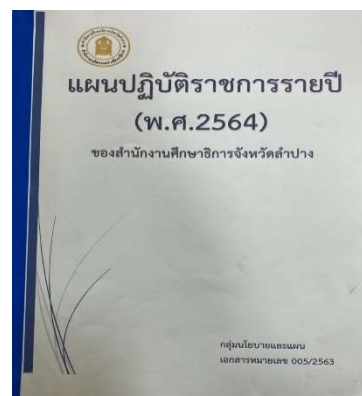 แผนปฏิบัติราชการรายปี
(พ.ศ.2564)
ของสำนักงานศึกษาธิการจังหวัดลำปาง
กลุ่มนโยบายและแผน
เอกสารหมายเลข 005/2563